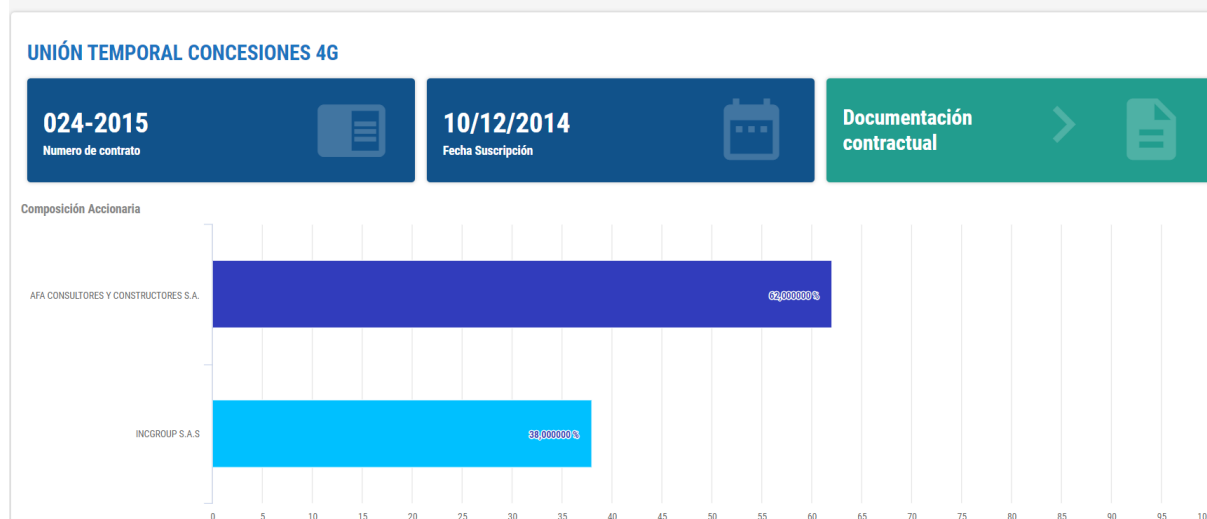 UNIÓN TEMPORAL CONCESIONES 4G
024-2015
Numero de contrato
10/12/2014
Fecha Suscripción
Documentación
contractual
Composición Accionaria
AFA CONSULTORES Y CONSTRUCTORES S.A.
62,000000 %
INCGROUP S.A.S
38,000000 %
0 5 10 15 20 25 30 35 40 45 50 55 60 65 70 75 80 85 90 95